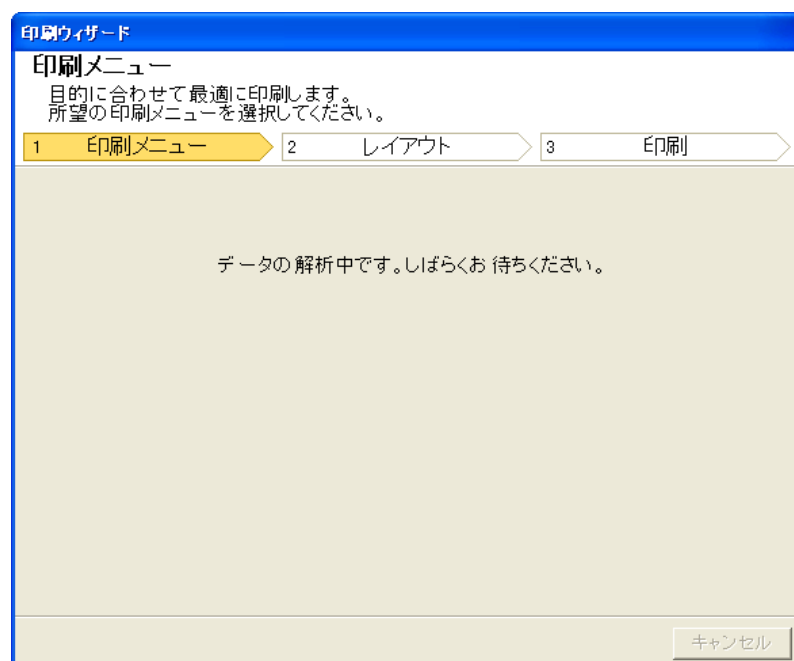 印刷ウィザード
印刷メニュー
目的に合わせて最適に印刷します。
所望の印刷メニューを選択してください。
1 印刷メニュー 2 レイアウト 3 印刷
データの解析中です。しばらくお待ちください。
キャンセル